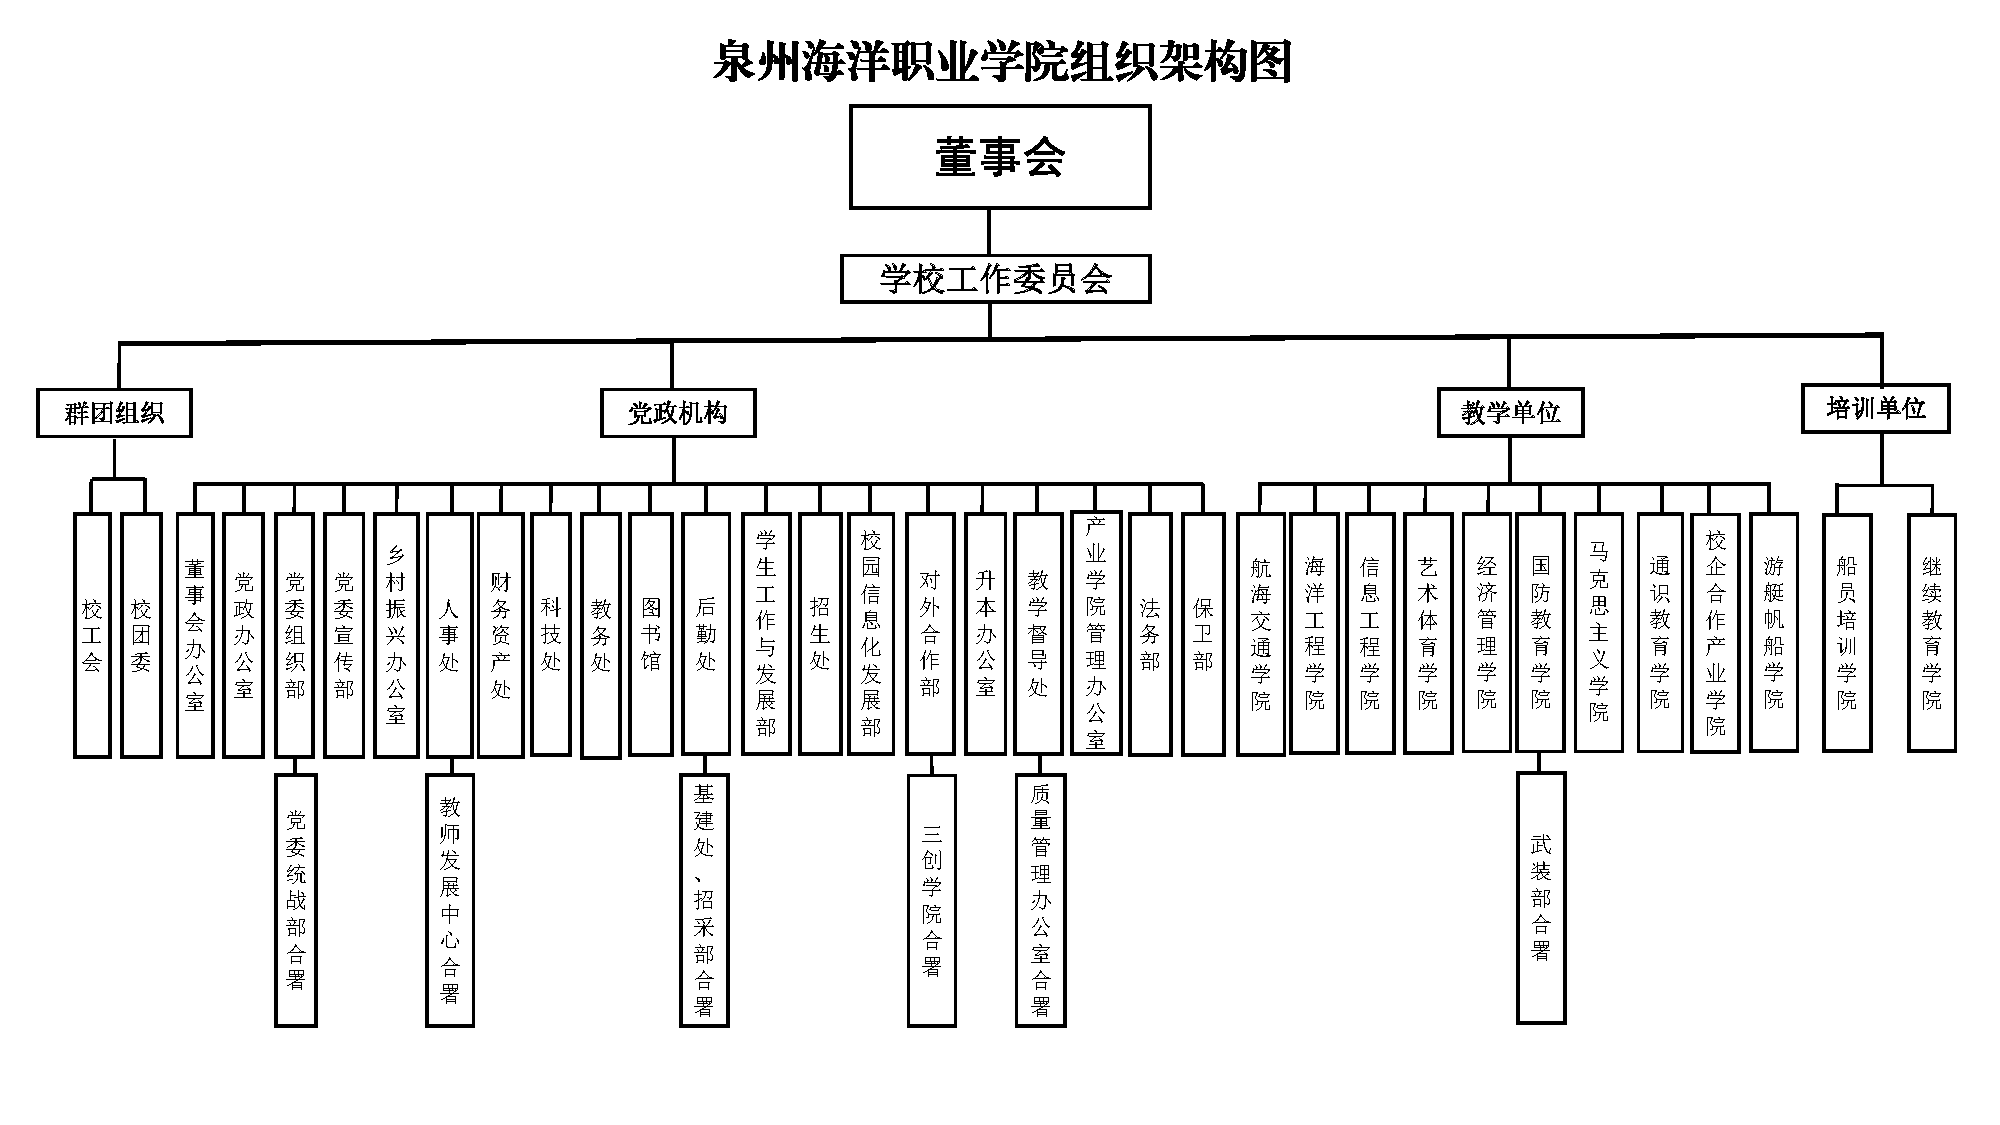 泉州海洋职业学院组织架构图
董事会
学校工作委员会
群团组织
党政机构
教学单位
培训单位
校工会
校团委
董事会办公室
党政办公室
党委组织部
党委宣传部
乡村振兴办公室
人事处
财务资产处
科技处
教务处
图书馆
后勤处
学生工作与发展部
招生处
校园信息化发展部
对外合作部
升本办公室
教学督导处
产业学院管理办公室
法务部
保卫部
航海交通学院
海洋工程学院
信息工程学院
艺术体育学院
经济管理学院
国防教育学院
马克思主义学院
通识教育学院
校企合作产业学院
游艇帆船学院
船员培训学院
继续教育学院
党委统战部合署
教师发展中心合署
基建处、招采部合署
三创学院合署
质量管理办公室合署
武装部合署